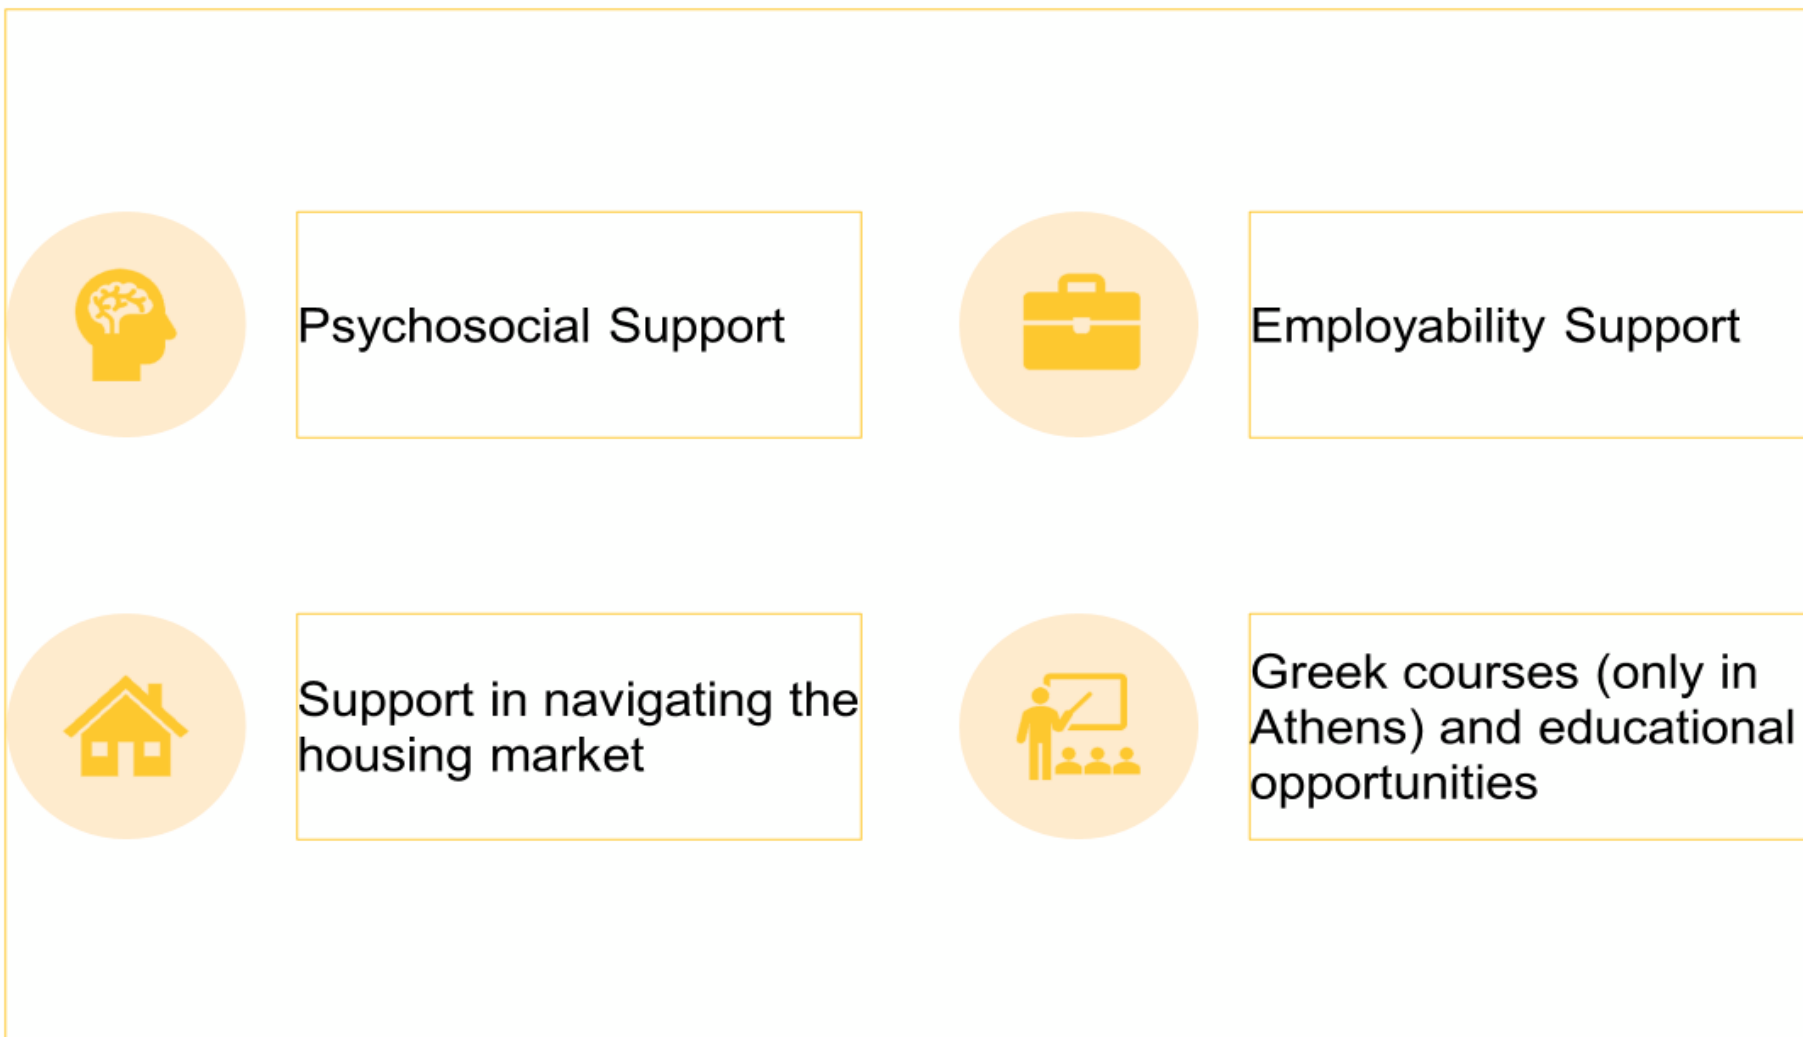 Psychosocial Support
Employability Support
Support in navigating the
housing market
Greek courses (only in
Athens) and educational
opportunities